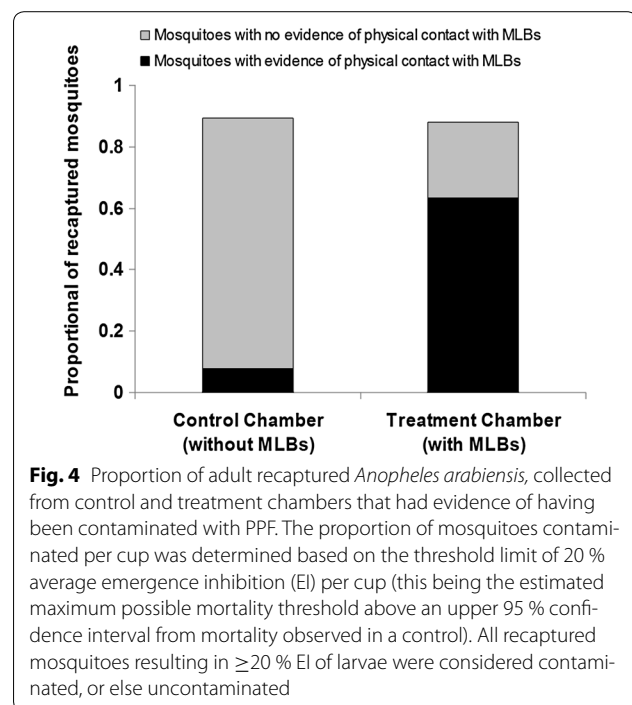 Mosquitoes with no evidence of physical contact with MLBs
Mosquitoes with evidence of physical contact with MLBs
Proportional of recaptured mosquitoes
1
0.8
0.6
0.4
0.2
0
Control Chamber
(without MLBs)
Treatment Chamber
(with MLBs)
Fig. 4 Proportion of adult recaptured Anopheles arabiensis, collected
from control and treatment chambers that had evidence of having
been contaminated with PPF. The proportion of mosquitoes contami-
nated per cup was determined based on the threshold limit of 20 %
average emergence inhibition (EI) per cup (this being the estimated
maximum possible mortality threshold above an upper 95 % confi-
dence interval from mortality observed in a control). All recaptured
mosquitoes resulting in ≥20 % EI of larvae were considered contami-
nated, or else uncontaminated